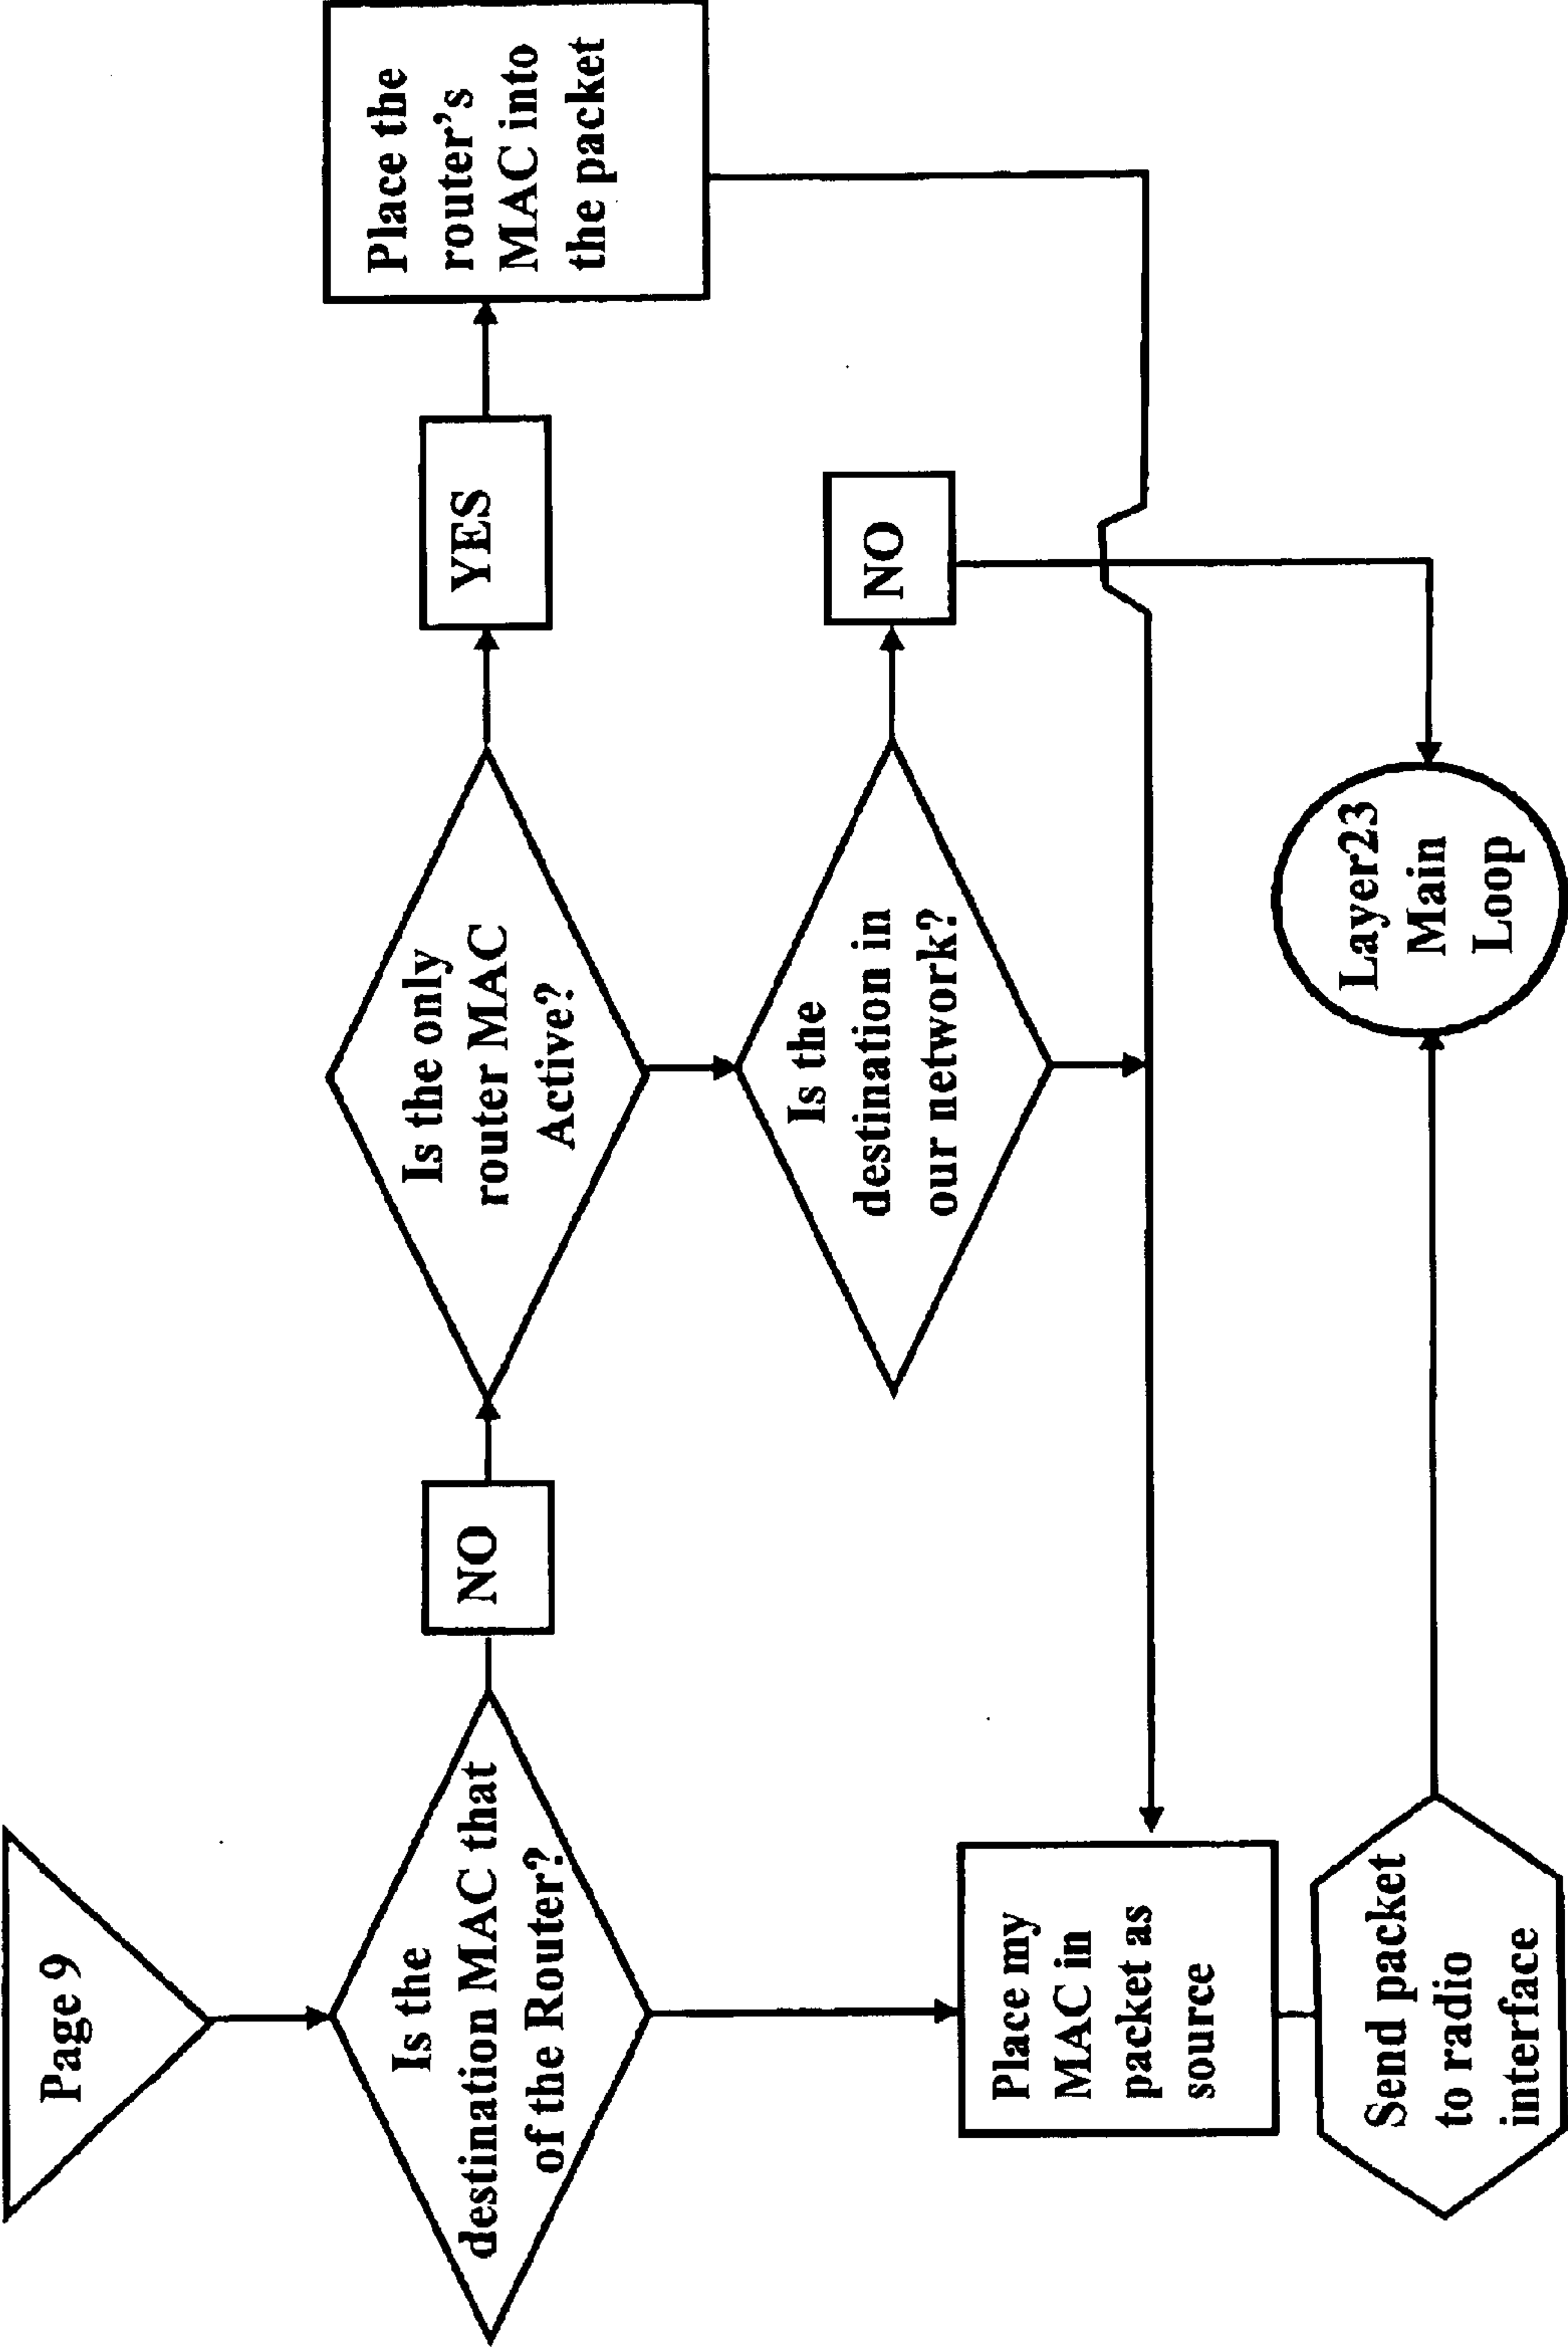 Page 9
Is the
destination MAC that
of the Router?
NO
Is the only
router MAC
Active?
YES
Place the
router's
MAC into
the packet
Is the
destination in
our network?
NO
Place my
MAC in
packet as
source
Send packet
to radio
interface
Layer23
Main
Loop